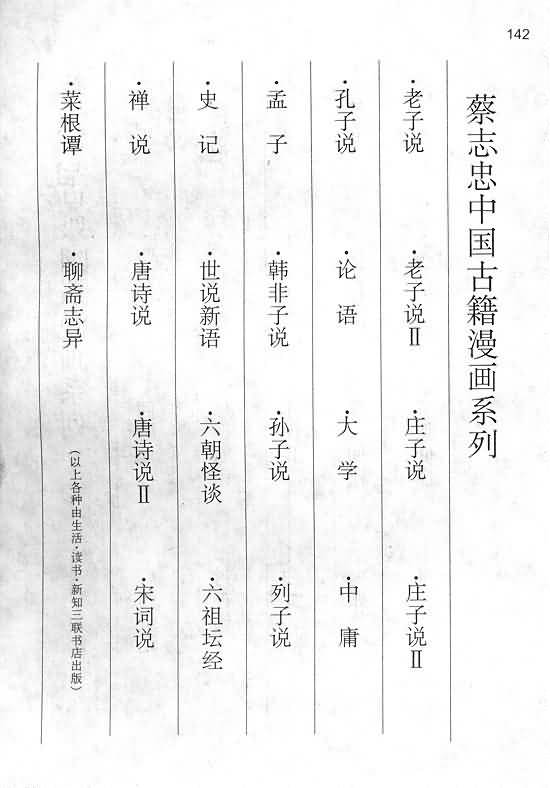 142
蔡志忠中国古籍漫画系列
·老子说 ·老子说Ⅱ ·庄子说 ·庄子说Ⅱ
·孔子说 ·论语 ·大学 ·中庸
·孟子 ·韩非子说 ·孙子说 ·列子说
·史记 ·世说新语 ·六朝怪谈 ·六祖坛经
·禅说 ·唐诗说 ·唐诗说Ⅱ ·宋词说
·菜根谭 ·聊斋志异 (以上各种由生活·读书·新知三联书店出版)